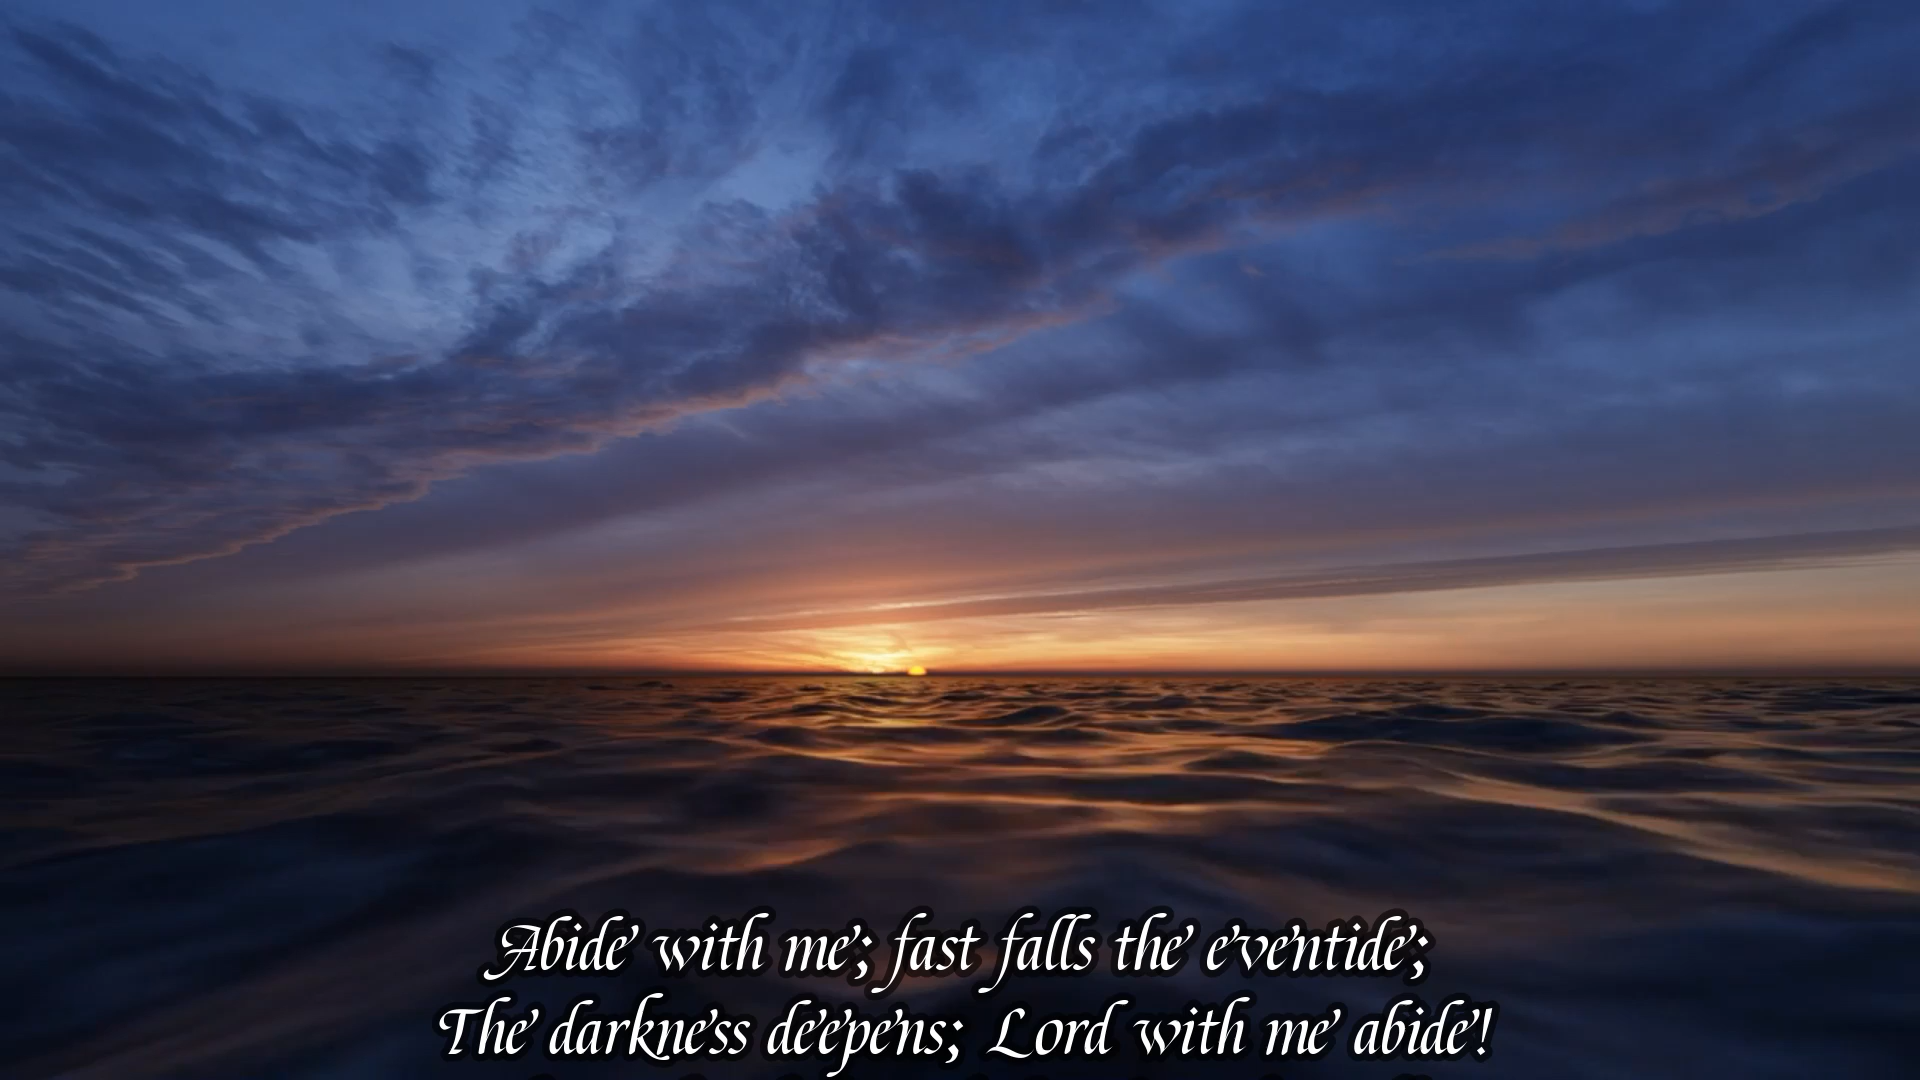 Abide with me; fast falls the eventide;
The darkness deepens; Lord with me abide!